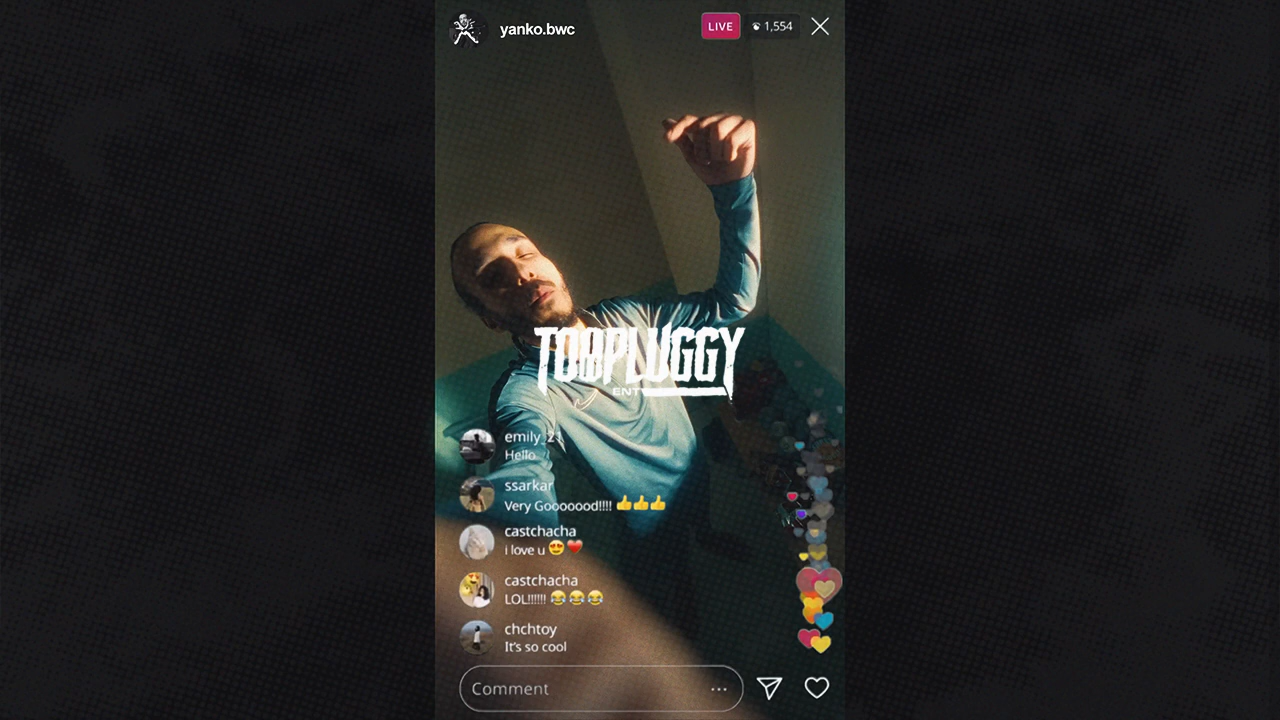 yanko.bwc
LIVE
1,554
TOBPLUGGY
ENT
emily_21
Hello
ssarkar
Very Gooooood!!!! 👍👍👍
castchacha
i love u 😍❤️
castchacha
LOL!!!!!! 😂😂😂
chchtoy
It's so cool
Comment